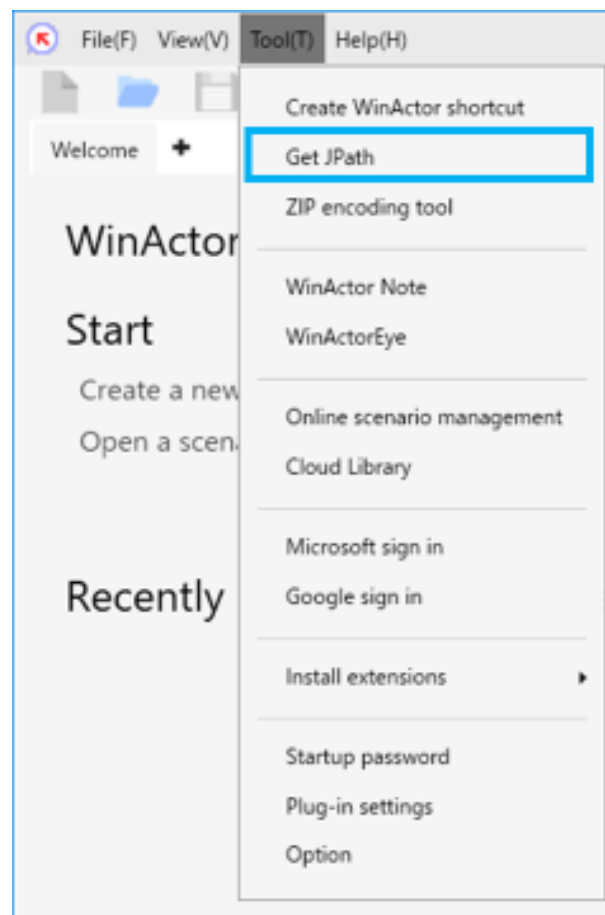 File(F) View(V) Tool(T) Help(H)
Welcome
WinActor
Start
Create a new
Open a scen
Recently
Create WinActor shortcut
Get JPath
ZIP encoding tool
WinActor Note
WinActorEye
Online scenario management
Cloud Library
Microsoft sign in
Google sign in
Install extensions
Startup password
Plug-in settings
Option